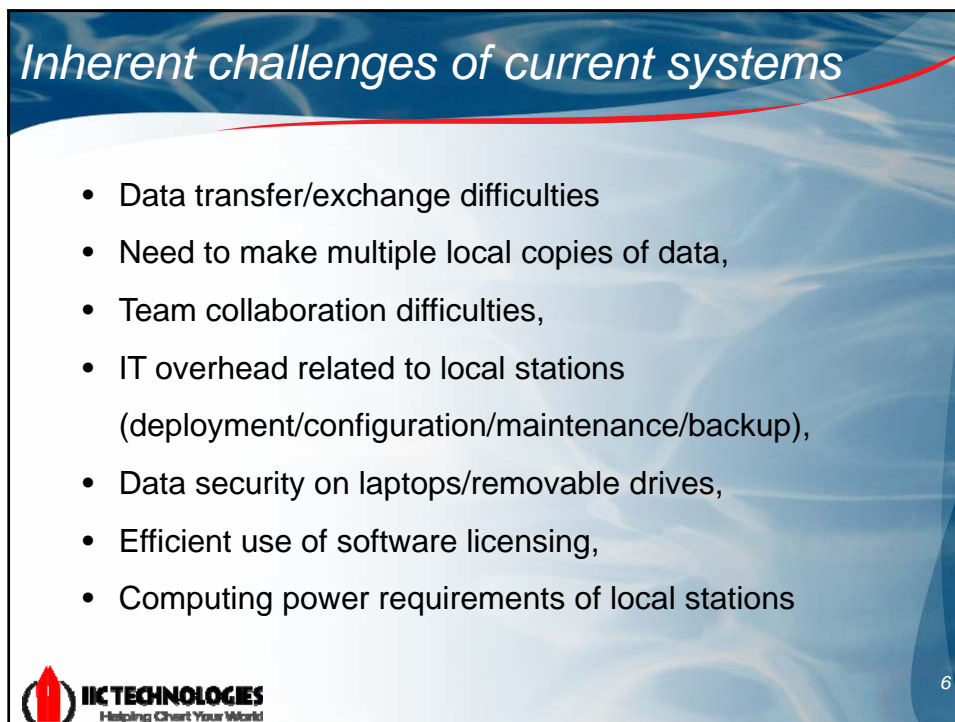 Inherent challenges of current systems
• Data transfer/exchange difficulties
• Need to make multiple local copies of data,
• Team collaboration difficulties,
• IT overhead related to local stations
(deployment/configuration/maintenance/backup),
• Data security on laptops/removable drives,
• Efficient use of software licensing,
• Computing power requirements of local stations
IIC TECHNOLOGIES
Helping Chart Your World
6